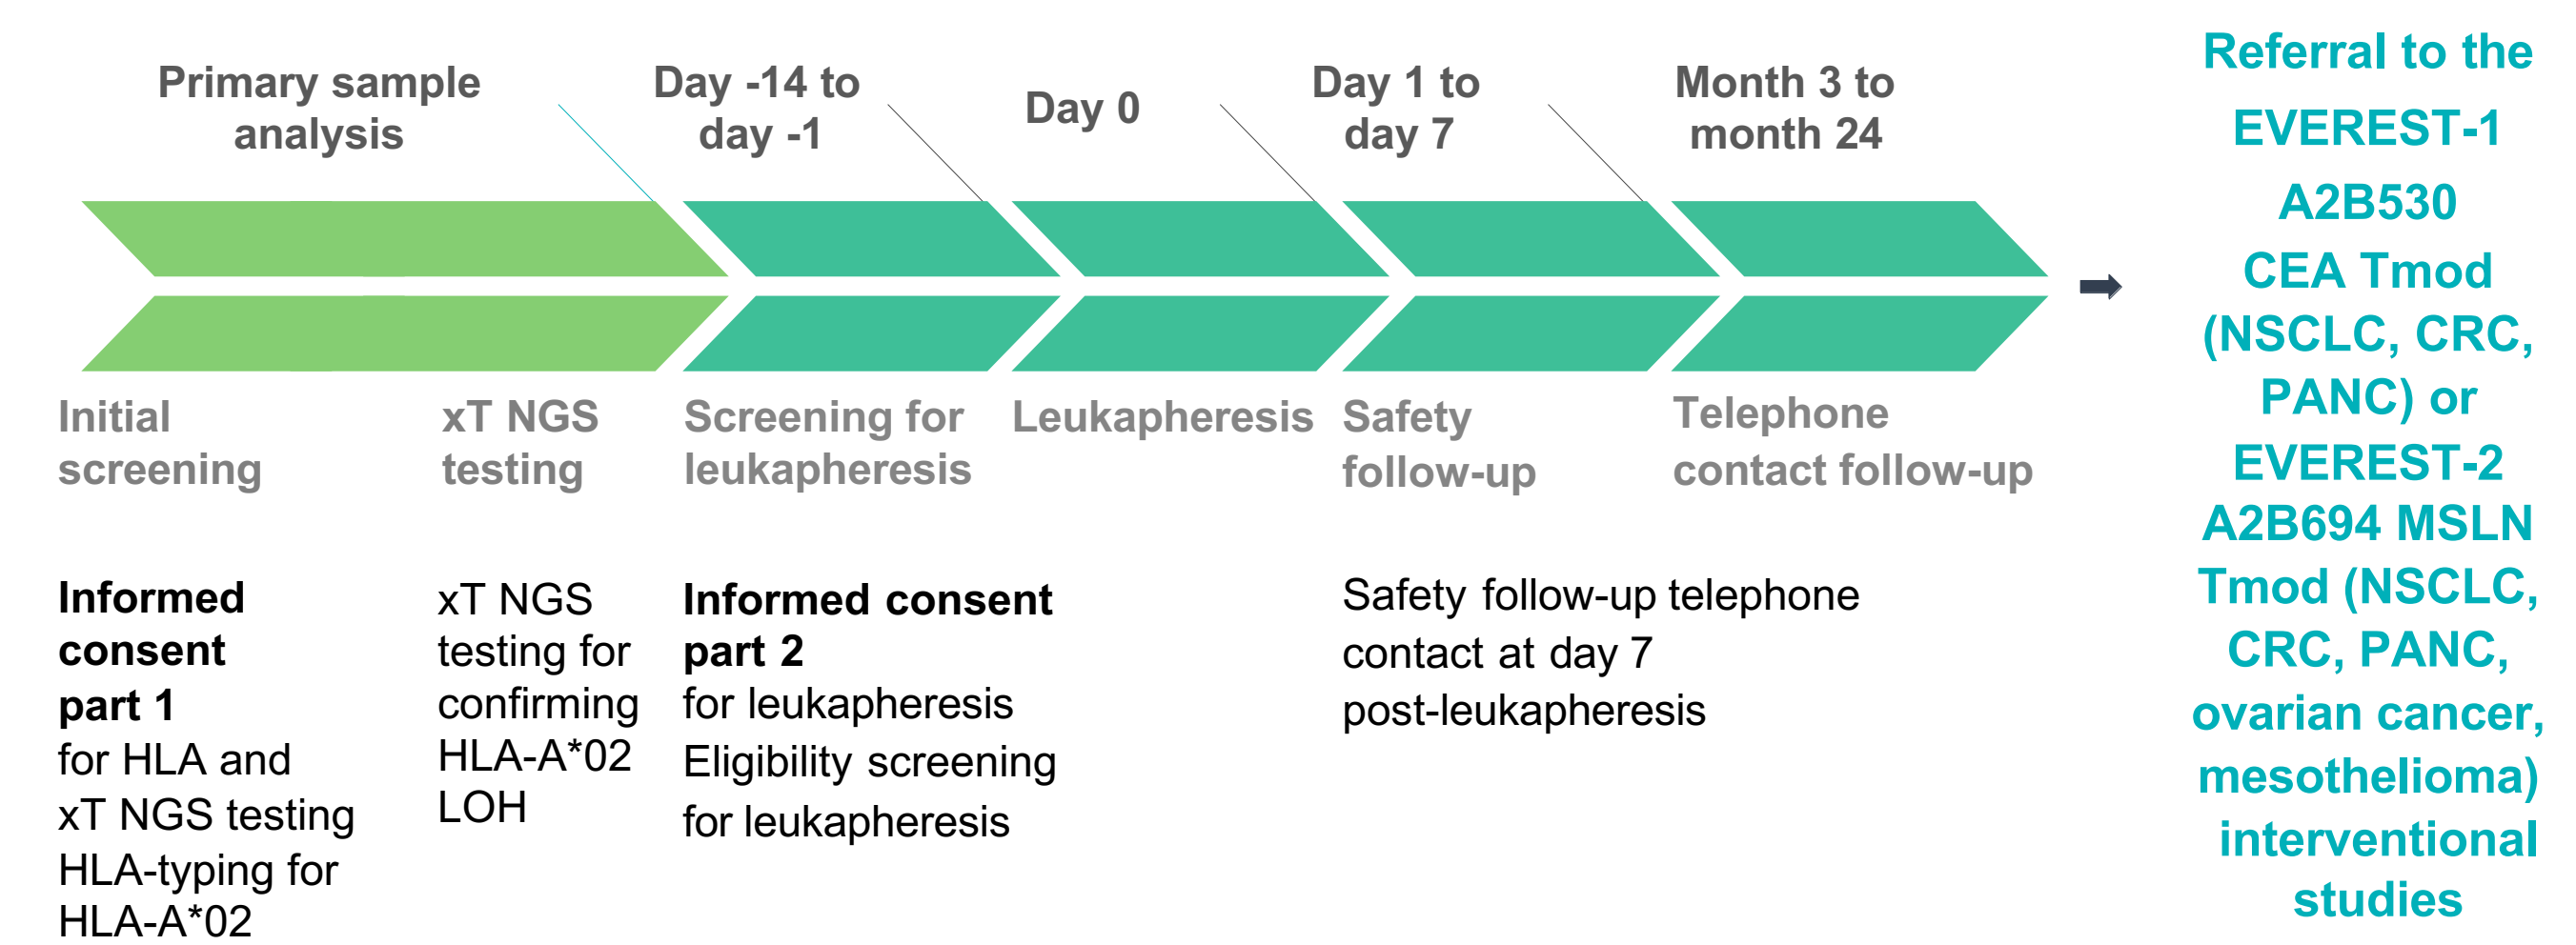 Primary sample
analysis
Day -14 to
day -1
Day 0
Day 1 to
day 7
Month 3 to
month 24
Initial
screening
xT NGS
testing
Screening for
leukapheresis
Leukapheresis
Safety
follow-up
Telephone
contact follow-up
Informed
consent
part 1
for HLA and
xT NGS testing
HLA-typing for
HLA-A*02
xT NGS
testing for
confirming
HLA-A*02
LOH
Informed consent
part 2
for leukapheresis
Eligibility screening
for leukapheresis
Safety follow-up telephone
contact at day 7
post-leukapheresis
Referral to the
EVEREST-1
A2B530
CEA Tmod
(NSCLC, CRC,
PANC) or
EVEREST-2
A2B694 MSLN
Tmod (NSCLC,
CRC, PANC,
ovarian cancer,
mesothelioma)
interventional
studies